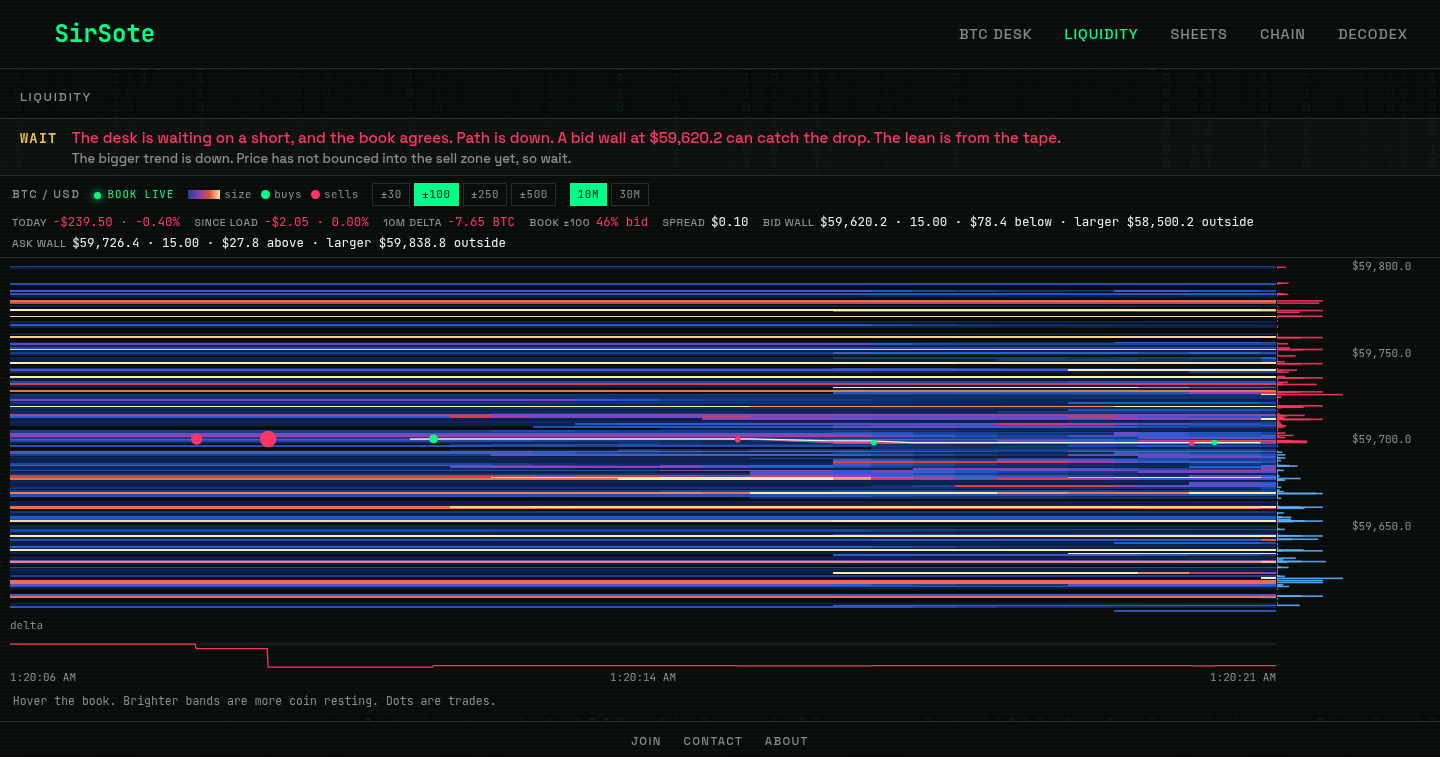 SirSote
BTC DESK LIQUIDITY SHEETS CHAIN DECODEX
LIQUIDITY
WAIT The desk is waiting on a short, and the book agrees. Path is down. A bid wall at $59,620.2 can catch the drop. The lean is from the tape.
The bigger trend is down. Price has not bounced into the sell zone yet, so wait.
BTC / USD BOOK LIVE size buys sells ±30 ±100 ±250 ±500 10M 30M
TODAY -$239.50 · -0.40% SINCE LOAD -$2.05 · 0.00% 10M DELTA -7.65 BTC BOOK ±100 46% bid SPREAD $0.10 BID WALL $59,620.2 · 15.00 · $78.4 below · larger $58,500.2 outside
ASK WALL $59,726.4 · 15.00 · $27.8 above · larger $59,838.8 outside
$59,800.0
$59,750.0
$59,700.0
$59,650.0
delta
1:20:06 AM 1:20:14 AM 1:20:21 AM
Hover the book. Brighter bands are more coin resting. Dots are trades.
JOIN CONTACT ABOUT